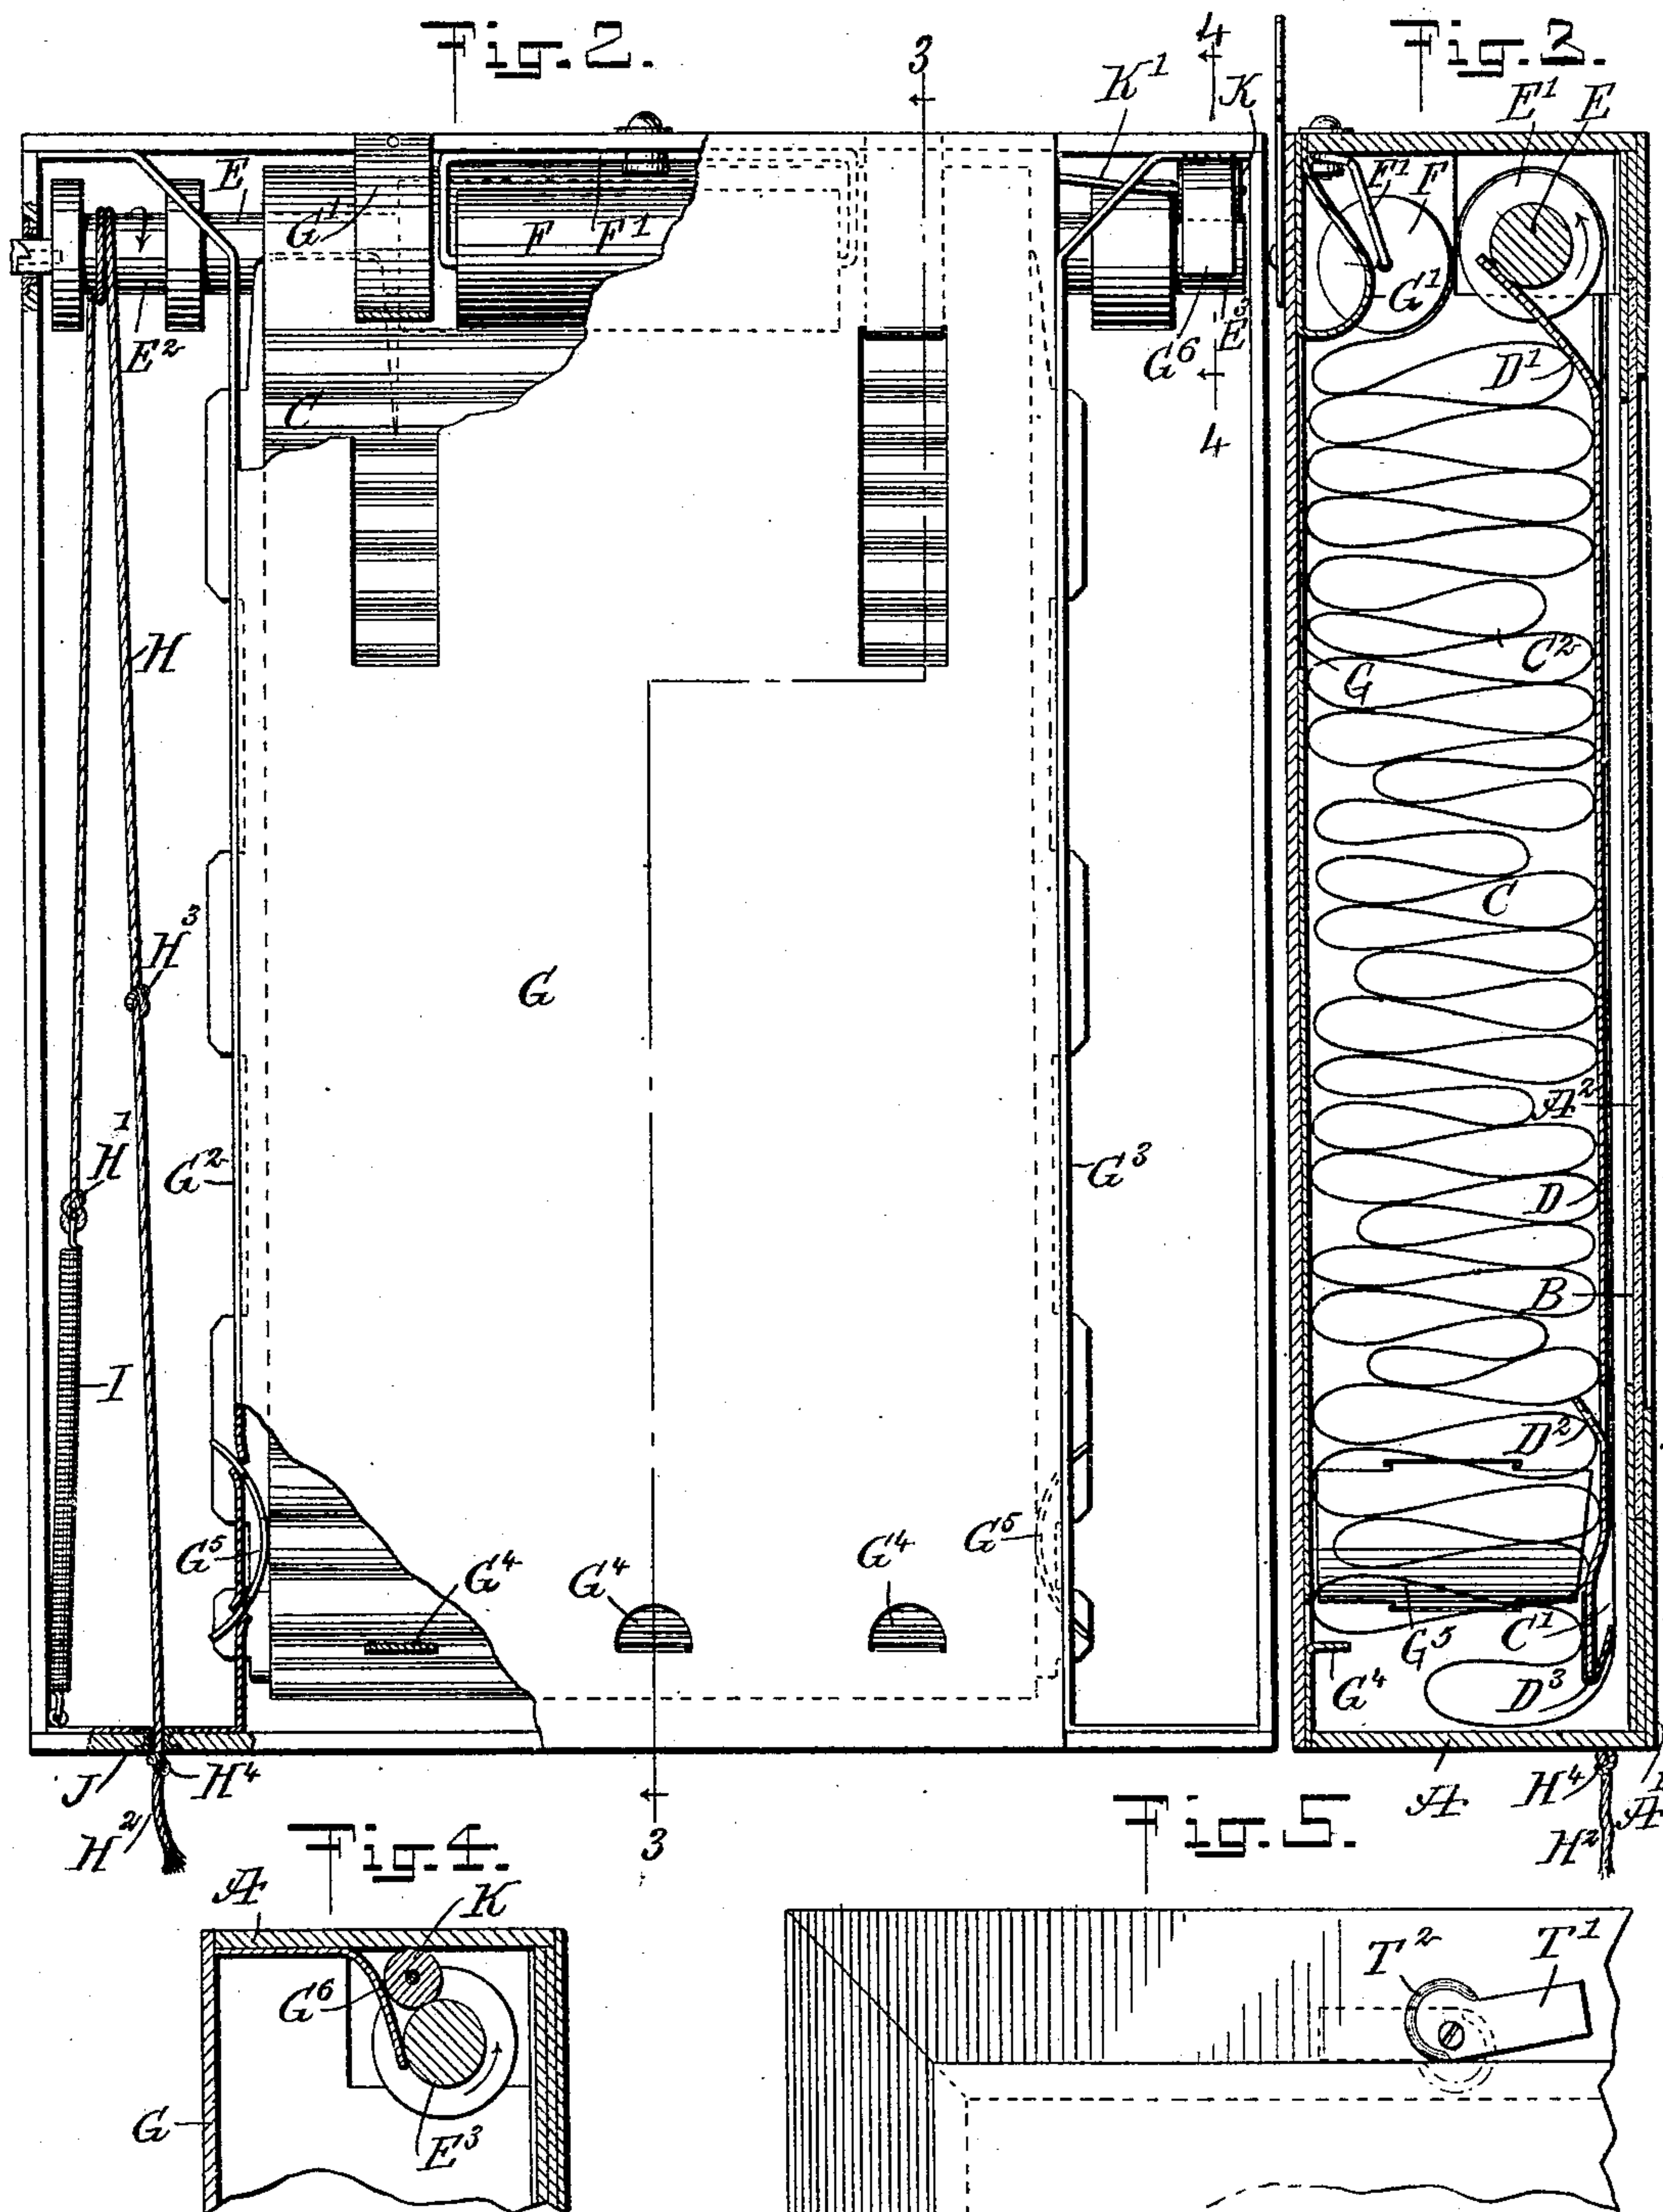 Fig. 2.
Fig. 3.
3
4
K¹
K
E¹
E
E
G¹
F
F¹
F¹
F
G¹
E²
G⁶
E³
D¹
C
4
H
C²
G
H³
C
G
A²
H¹
G²
G³
D
B
I
D²
G⁵
G⁴
G⁴
G⁴
G⁵
G⁵
C¹
G⁴
D³
J
H⁴
H²
3
A
H⁴
A
H²
Fig. 4.
Fig. 5.
A
K
G⁶
G
E³
T²
T¹